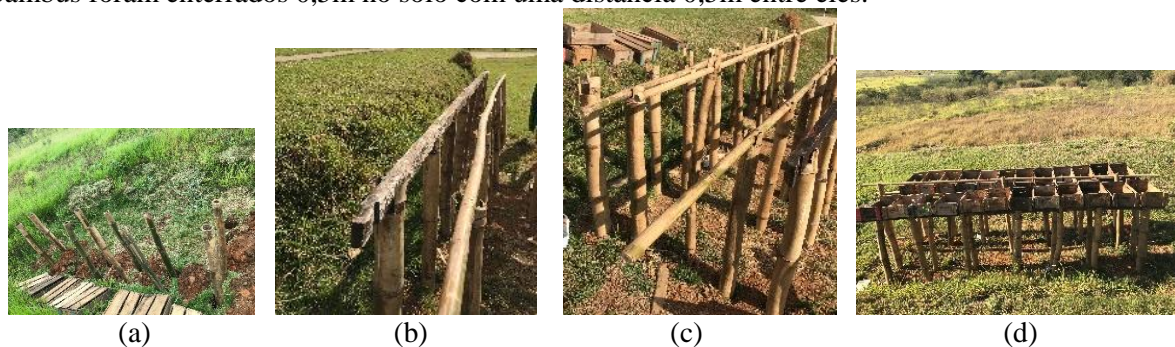 bambus foram enterrados 0,5m no solo com uma distância 0,5m entre eles.
(a) (b) (c) (d)